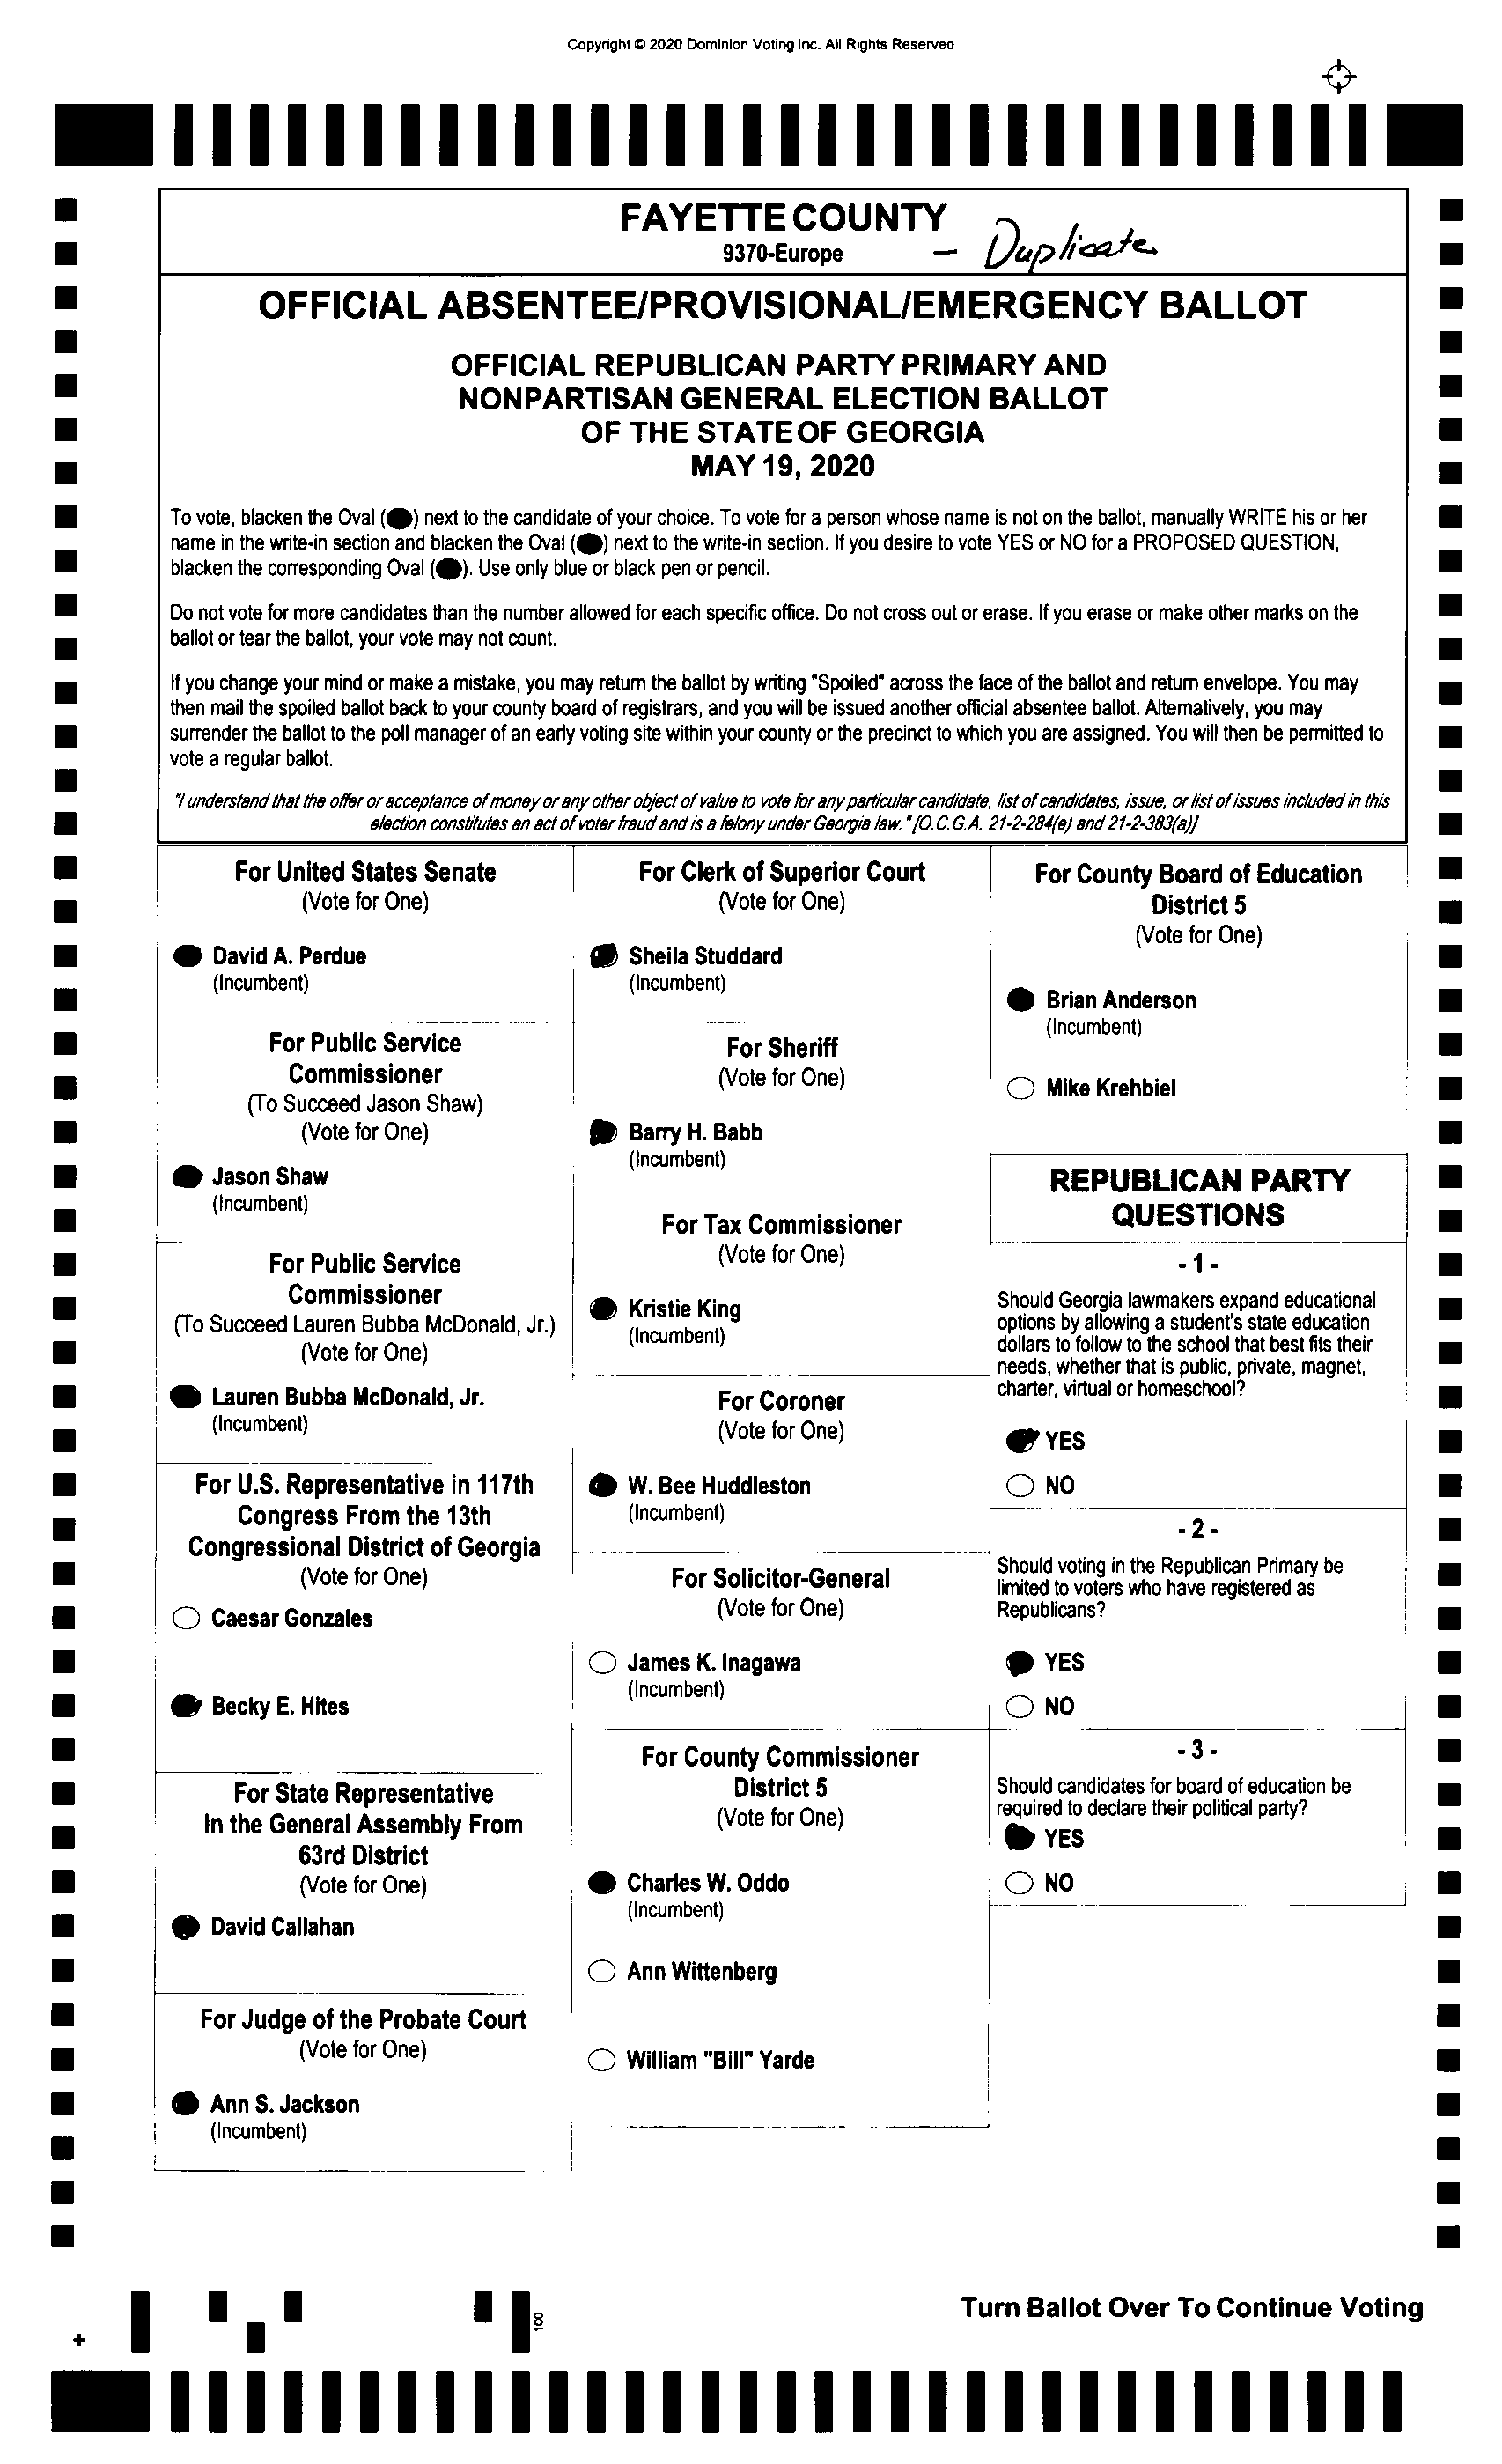 Copyright © 2020 Dominion Voting Inc. All Rights Reserved
FAYETTE COUNTY
9370-Europe – Duplicate
OFFICIAL ABSENTEE/PROVISIONAL/EMERGENCY BALLOT
OFFICIAL REPUBLICAN PARTY PRIMARY AND
NONPARTISAN GENERAL ELECTION BALLOT
OF THE STATE OF GEORGIA
MAY 19, 2020
To vote, blacken the Oval () next to the candidate of your choice. To vote for a person whose name is not on the ballot, manually WRITE his or her
name in the write-in section and blacken the Oval () next to the write-in section. If you desire to vote YES or NO for a PROPOSED QUESTION,
blacken the corresponding Oval (). Use only blue or black pen or pencil.
Do not vote for more candidates than the number allowed for each specific office. Do not cross out or erase. If you erase or make other marks on the
ballot or tear the ballot, your vote may not count.
If you change your mind or make a mistake, you may return the ballot by writing "Spoiled" across the face of the ballot and return envelope. You may
then mail the spoiled ballot back to your county board of registrars, and you will be issued another official absentee ballot. Alternatively, you may
surrender the ballot to the poll manager of an early voting site within your county or the precinct to which you are assigned. You will then be permitted to
vote a regular ballot.
"I understand that the offer or acceptance of money or any other object of value to vote for any particular candidate, list of candidates, issue, or list of issues included in this
election constitutes an act of voter fraud and is a felony under Georgia law." [O.C.G.A. 21-2-284(e) and 21-2-383(a)]
For United States Senate
(Vote for One)
David A. Perdue
(Incumbent)
For Public Service
Commissioner
(To Succeed Jason Shaw)
(Vote for One)
Jason Shaw
(Incumbent)
For Public Service
Commissioner
(To Succeed Lauren Bubba McDonald, Jr.)
(Vote for One)
Lauren Bubba McDonald, Jr.
(Incumbent)
For U.S. Representative in 117th
Congress From the 13th
Congressional District of Georgia
(Vote for One)
Caesar Gonzales
Becky E. Hites
For State Representative
In the General Assembly From
63rd District
(Vote for One)
David Callahan
For Judge of the Probate Court
(Vote for One)
Ann S. Jackson
(Incumbent)
For Clerk of Superior Court
(Vote for One)
Sheila Studdard
(Incumbent)
For Sheriff
(Vote for One)
Barry H. Babb
(Incumbent)
For Tax Commissioner
(Vote for One)
Kristie King
(Incumbent)
For Coroner
(Vote for One)
W. Bee Huddleston
(Incumbent)
For Solicitor-General
(Vote for One)
James K. Inagawa
(Incumbent)
For County Commissioner
District 5
(Vote for One)
Charles W. Oddo
(Incumbent)
Ann Wittenberg
William "Bill" Yarde
For County Board of Education
District 5
(Vote for One)
Brian Anderson
(Incumbent)
Mike Krehbiel
REPUBLICAN PARTY
QUESTIONS
- 1 -
Should Georgia lawmakers expand educational
options by allowing a student's state education
dollars to follow to the school that best fits their
needs, whether that is public, private, magnet,
charter, virtual or homeschool?
YES
NO
- 2 -
Should voting in the Republican Primary be
limited to voters who have registered as
Republicans?
YES
NO
- 3 -
Should candidates for board of education be
required to declare their political party?
YES
NO
Turn Ballot Over To Continue Voting
100